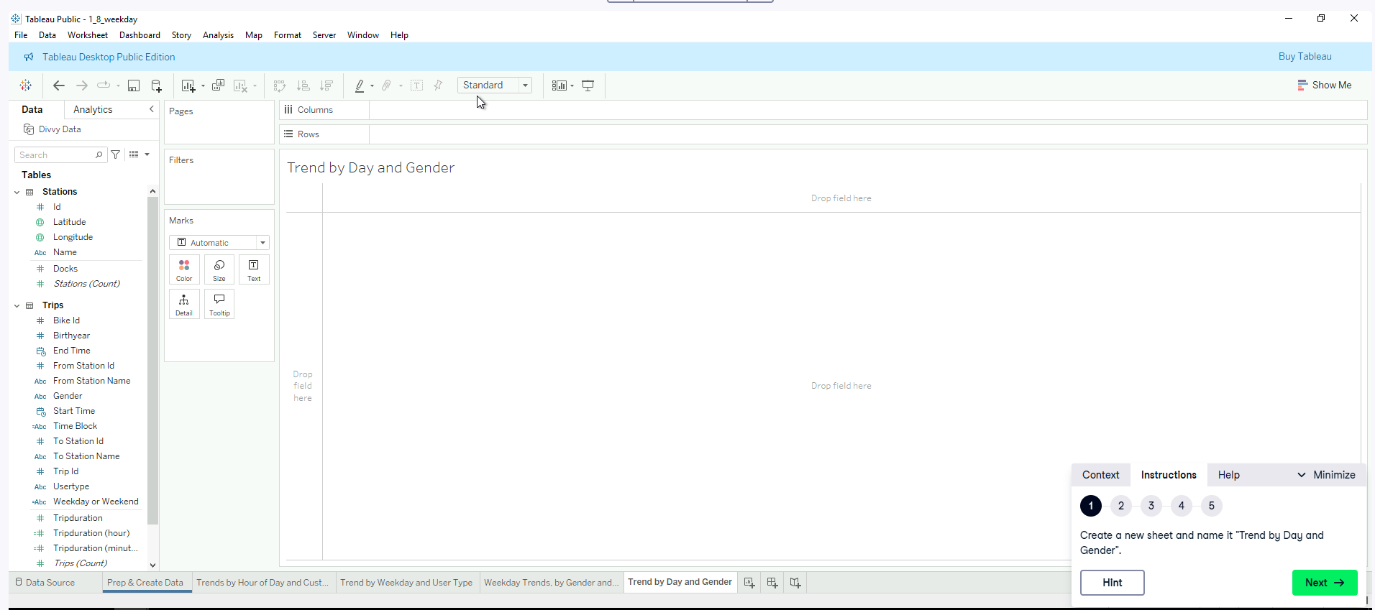 Tableau Public - 1_8_weekday
File Data Worksheet Dashboard Story Analysis Map Format Server Window Help
Tableau Desktop Public Edition
Buy Tableau
Standard
Show Me
Data
Analytics
Divvy Data
Search
Tables
Stations
Id
Latitude
Longitude
Abc Name
Docks
Stations (Count)
Trips
Bike Id
Birthyear
End Time
From Station Id
Abc From Station Name
Abc Gender
Start Time
=Abc Time Block
To Station Id
Abc To Station Name
Trip Id
Abc Usertype
=Abc Weekday or Weekend
Tripduration
Tripduration (hour)
Tripduration (minut...
Trips (Count)
Pages
Filters
Marks
Automatic
Color
Size
Text
Detail
Tooltip
Columns
Rows
Trend by Day and Gender
Drop field here
Drop
field
here
Drop field here
Context
Instructions
Help
Minimize
1
2
3
4
5
Create a new sheet and name it "Trend by Day and
Gender".
Hint
Next →
Data Source
Prep & Create Data
Trends by Hour of Day and Cust...
Trend by Weekday and User Type
Weekday Trends. by Gender and...
Trend by Day and Gender